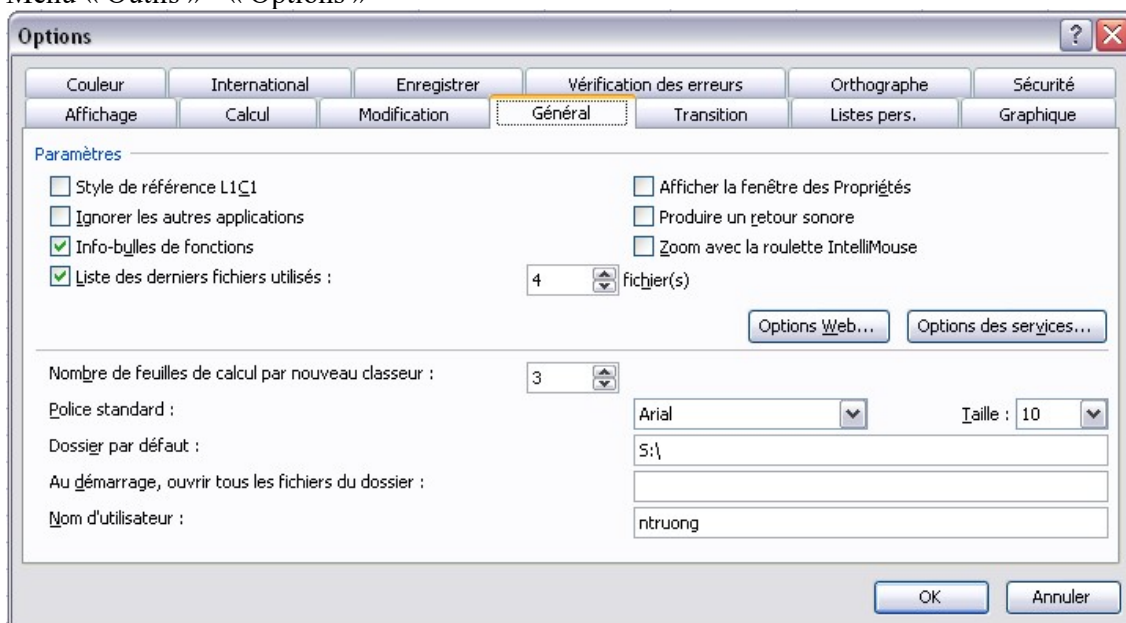 Menu « Outils » - « Options »
Options
Couleur International Enregistrer Vérification des erreurs Orthographe Sécurité
Affichage Calcul Modification Général Transition Listes pers. Graphique
Paramètres
Style de référence L1C1 Afficher la fenêtre des Propriétés
Ignorer les autres applications Produire un retour sonore
Info-bulles de fonctions Zoom avec la roulette IntelliMouse
Liste des derniers fichiers utilisés : 4 fichier(s)
Options Web... Options des services...
Nombre de feuilles de calcul par nouveau classeur : 3
Police standard : Arial Taille : 10
Dossier par défaut : S:\
Au démarrage, ouvrir tous les fichiers du dossier :
Nom d'utilisateur : ntruong
OK Annuler